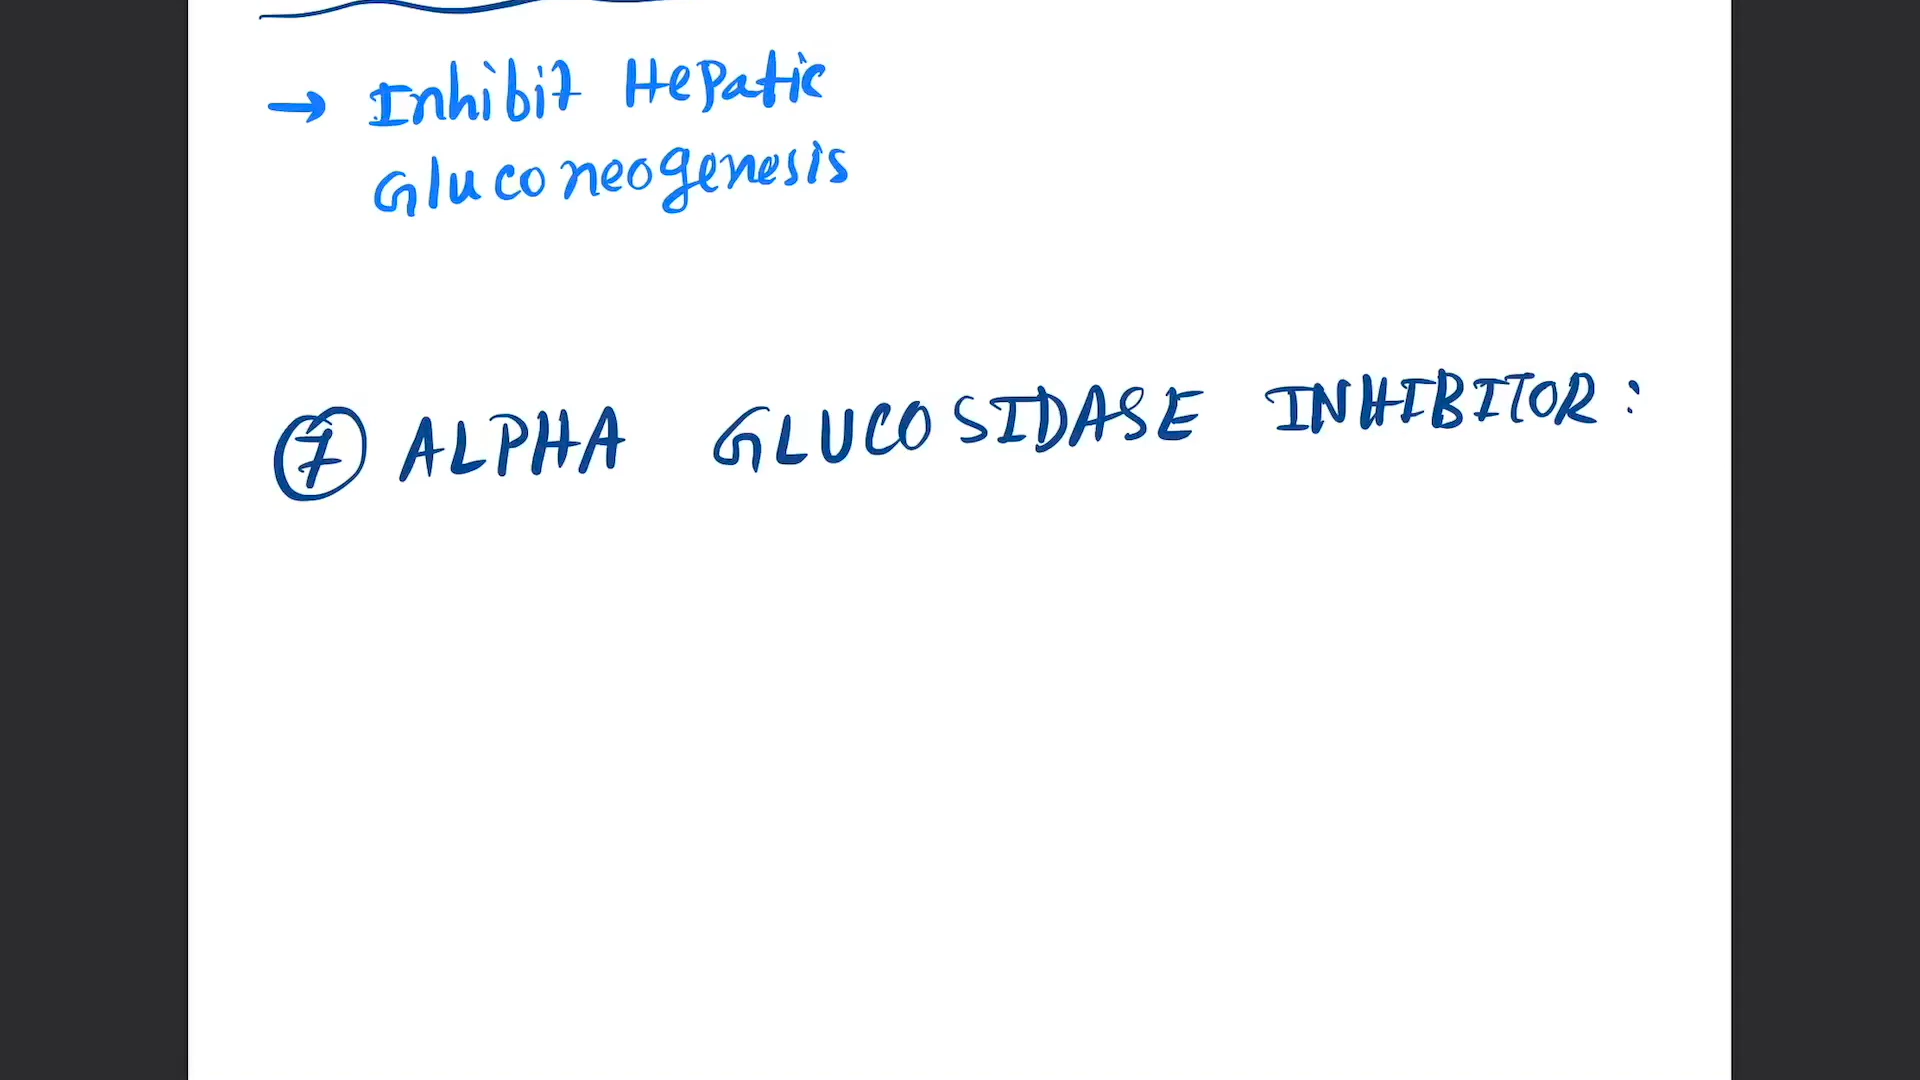 → Inhibit Hepatic
Gluconeogenesis
⑦ ALPHA GLUCOSIDASE INHIBITOR: